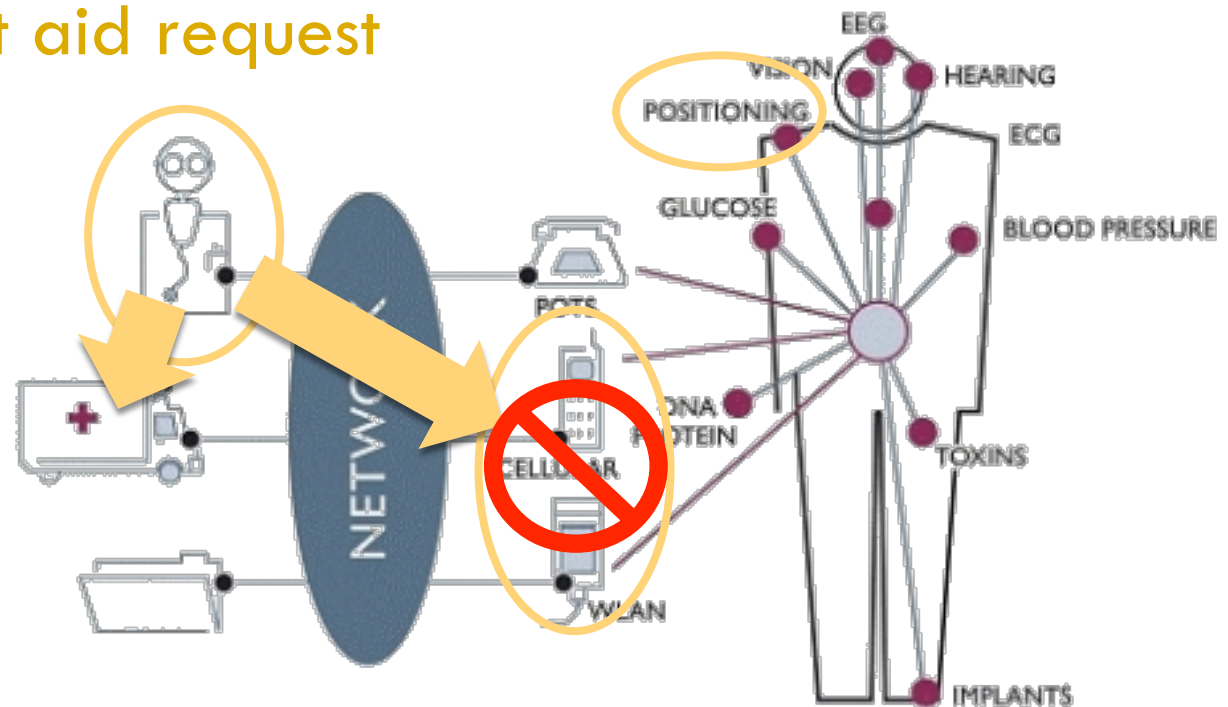 t aid request
EEG
VISION
HEARING
POSITIONING
ECG
GLUCOSE
BLOOD PRESSURE
POTS
NETWORK
DNA
PROTEIN
CELLULAR
TOXINS
WLAN
IMPLANTS